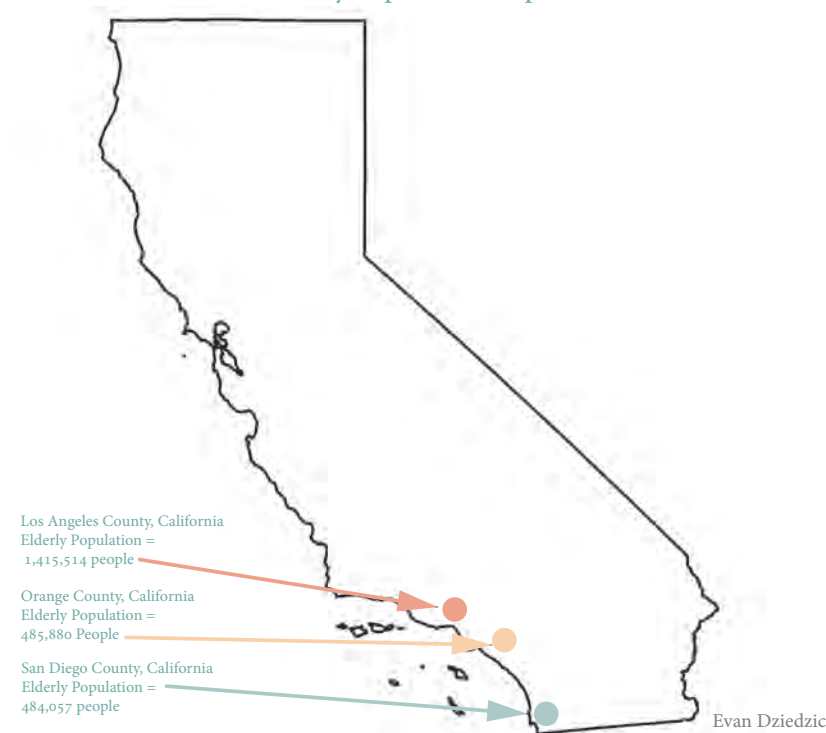 Los Angeles County, California
Elderly Population =
1,415,514 people
Orange County, California
Elderly Population =
485,880 People
San Diego County, California
Elderly Population =
484,057 people
Evan Dziedzic